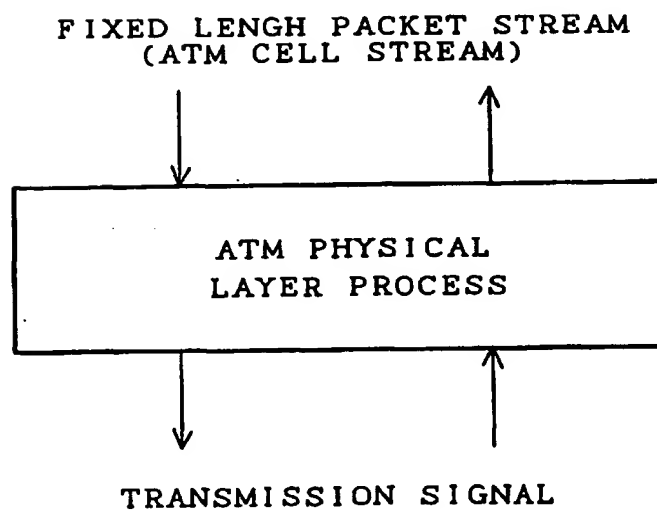 FIXED LENGH PACKET STREAM
(ATM CELL STREAM)
ATM PHYSICAL
LAYER PROCESS
TRANSMISSION SIGNAL